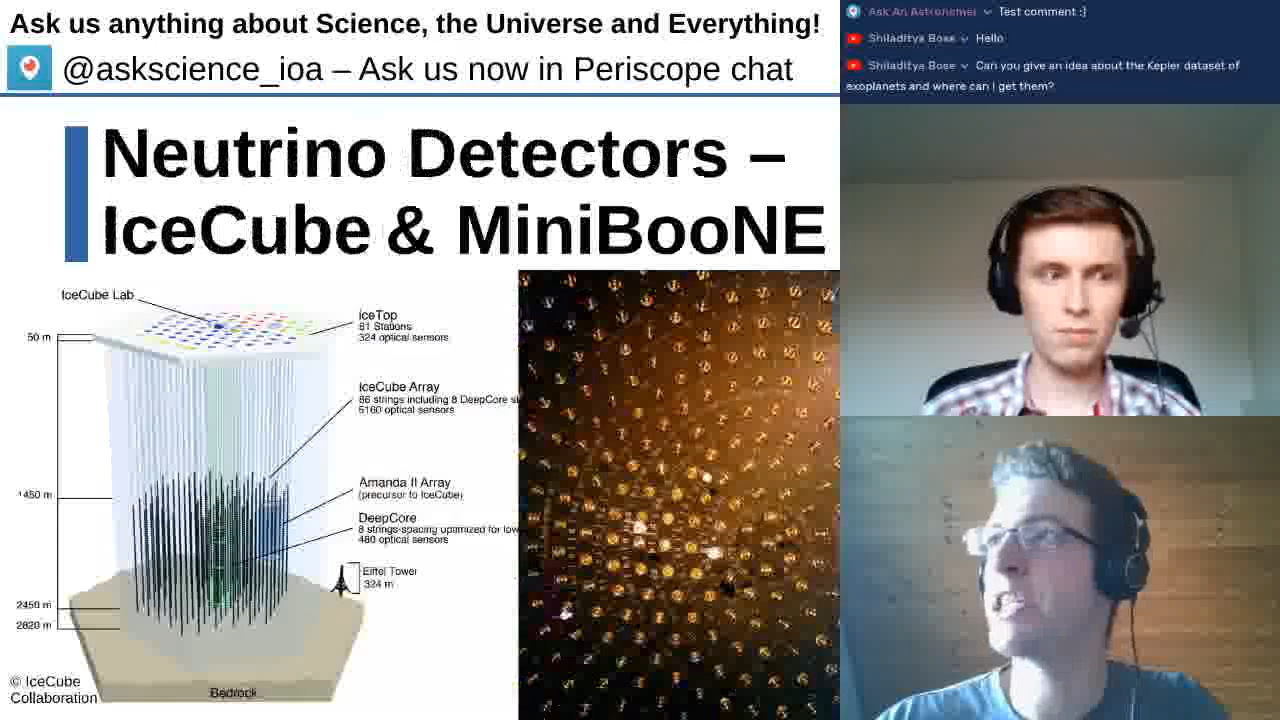 Ask us anything about Science, the Universe and Everything!
@askscience_ioa – Ask us now in Periscope chat
Neutrino Detectors –
IceCube & MiniBooNE
IceCube Lab
50 m
1450 m
2450 m
2820 m
IceTop
81 Stations
324 optical sensors
IceCube Array
86 strings including 8 DeepCore
5160 optical sensors
Amanda II Array
(precursor to IceCube)
DeepCore
8 strings-spacing optimized for low
480 optical sensors
Eiffel Tower
324 m
Bedrock
© IceCube
Collaboration
Ask An Astronomer Test comment :)
Shiladitya Bose Hello
Shiladitya Bose Can you give an idea about the Kepler dataset of
exoplanets and where can I get them?